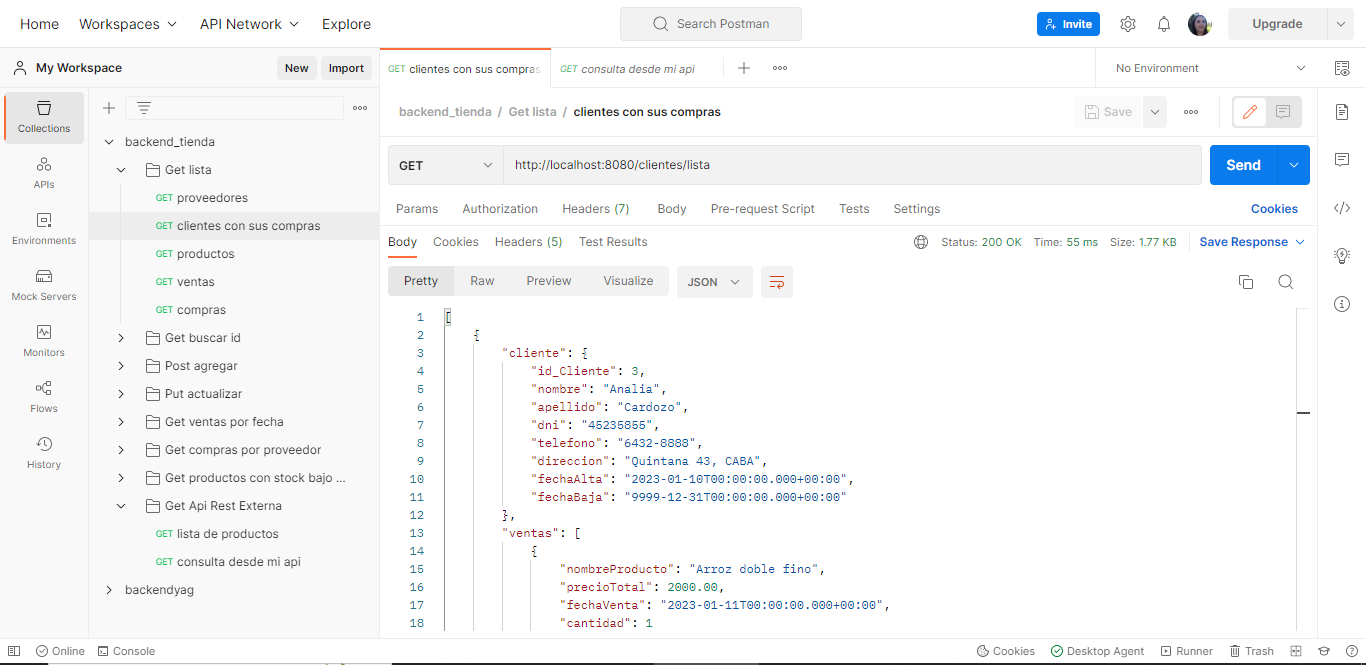 Home Workspaces API Network Explore Search Postman Invite Upgrade
My Workspace New Import GET clientes con sus compras GET consulta desde mi api No Environment
Collections
APIs
Environments
Mock Servers
Monitors
Flows
History
backend_tienda
Get lista
GET proveedores
GET clientes con sus compras
GET productos
GET ventas
GET compras
Get buscar id
Post agregar
Put actualizar
Get ventas por fecha
Get compras por proveedor
Get productos con stock bajo ...
Get Api Rest Externa
GET lista de productos
GET consulta desde mi api
backendyag
backend_tienda / Get lista / clientes con sus compras Save
GET http://localhost:8080/clientes/lista Send
Params Authorization Headers (7) Body Pre-request Script Tests Settings Cookies
Body Cookies Headers (5) Test Results Status: 200 OK Time: 55 ms Size: 1.77 KB Save Response
Pretty Raw Preview Visualize JSON
1 [
2 {
3 "cliente": {
4 "id_Cliente": 3,
5 "nombre": "Analia",
6 "apellido": "Cardozo",
7 "dni": "45235855",
8 "telefono": "6432-8888",
9 "direccion": "Quintana 43, CABA",
10 "fechaAlta": "2023-01-10T00:00:00.000+00:00",
11 "fechaBaja": "9999-12-31T00:00:00.000+00:00"
12 },
13 "ventas": [
14 {
15 "nombreProducto": "Arroz doble fino",
16 "precioTotal": 2000.00,
17 "fechaVenta": "2023-01-11T00:00:00.000+00:00",
18 "cantidad": 1
Online Console Cookies Desktop Agent Runner Trash